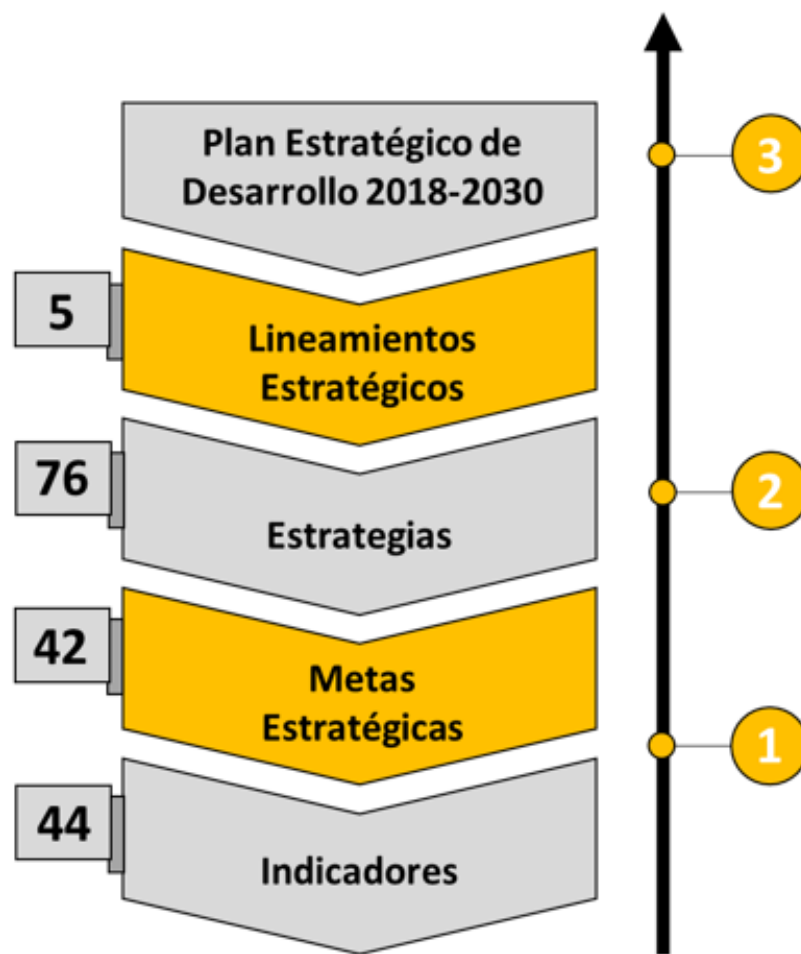 Plan Estratégico de
Desarrollo 2018-2030
3
5
Lineamientos
Estratégicos
76
Estrategias
2
42
Metas
Estratégicas
1
44
Indicadores